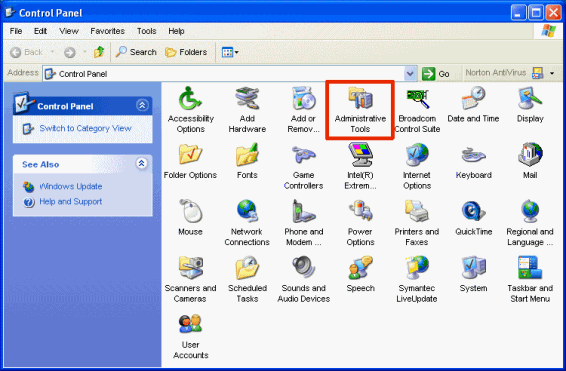 Control Panel
File Edit View Favorites Tools Help
Back Search Folders
Address Control Panel Go Norton AntiVirus
Control Panel
Switch to Category View
See Also
Windows Update
Help and Support
Accessibility Options
Add Hardware
Add or Remov...
Administrative Tools
Broadcom Control Suite
Date and Time
Display
Folder Options
Fonts
Game Controllers
Intel(R) Extrem...
Internet Options
Keyboard
Mail
Mouse
Network Connections
Phone and Modem ...
Power Options
Printers and Faxes
QuickTime
Regional and Language ...
Scanners and Cameras
Scheduled Tasks
Sounds and Audio Devices
Speech
Symantec LiveUpdate
System
Taskbar and Start Menu
User Accounts